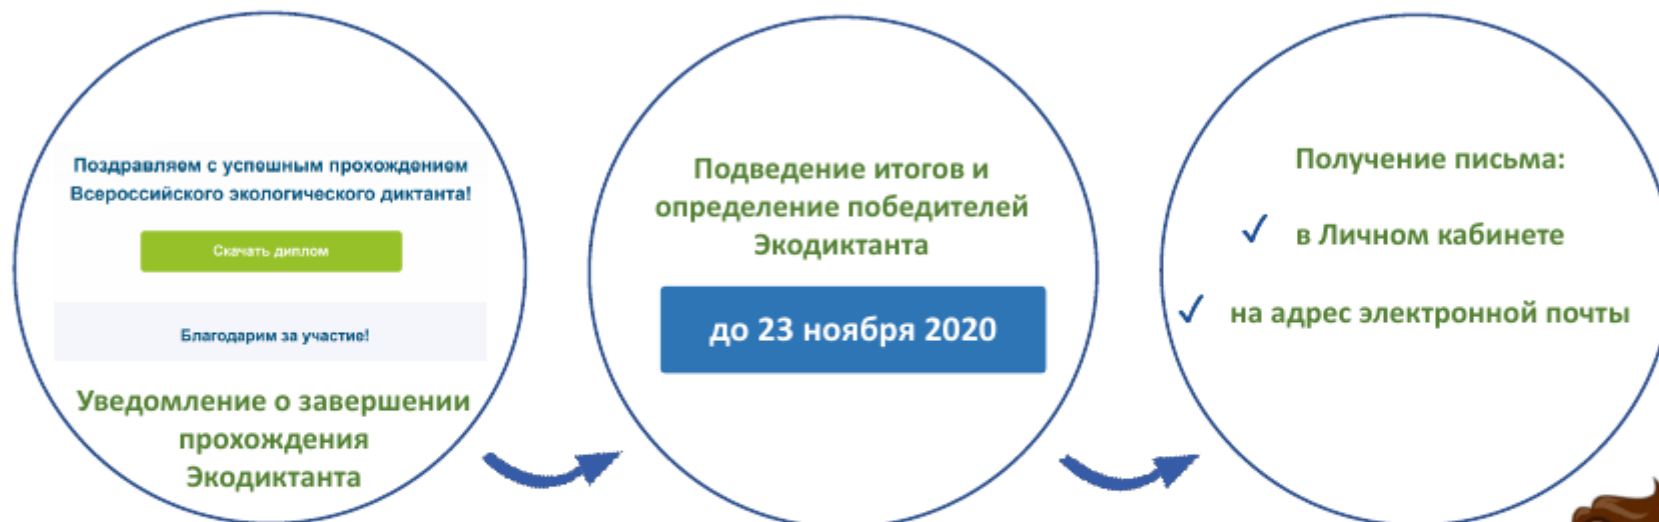 Поздравляем с успешным прохождением
Всероссийского экологического диктанта!
Скачать диплом
Благодарим за участие!
Уведомление о завершении
прохождения
Экодиктанта
Подведение итогов и
определение победителей
Экодиктанта
до 23 ноября 2020
Получение письма:
✓ в Личном кабинете
✓ на адрес электронной почты